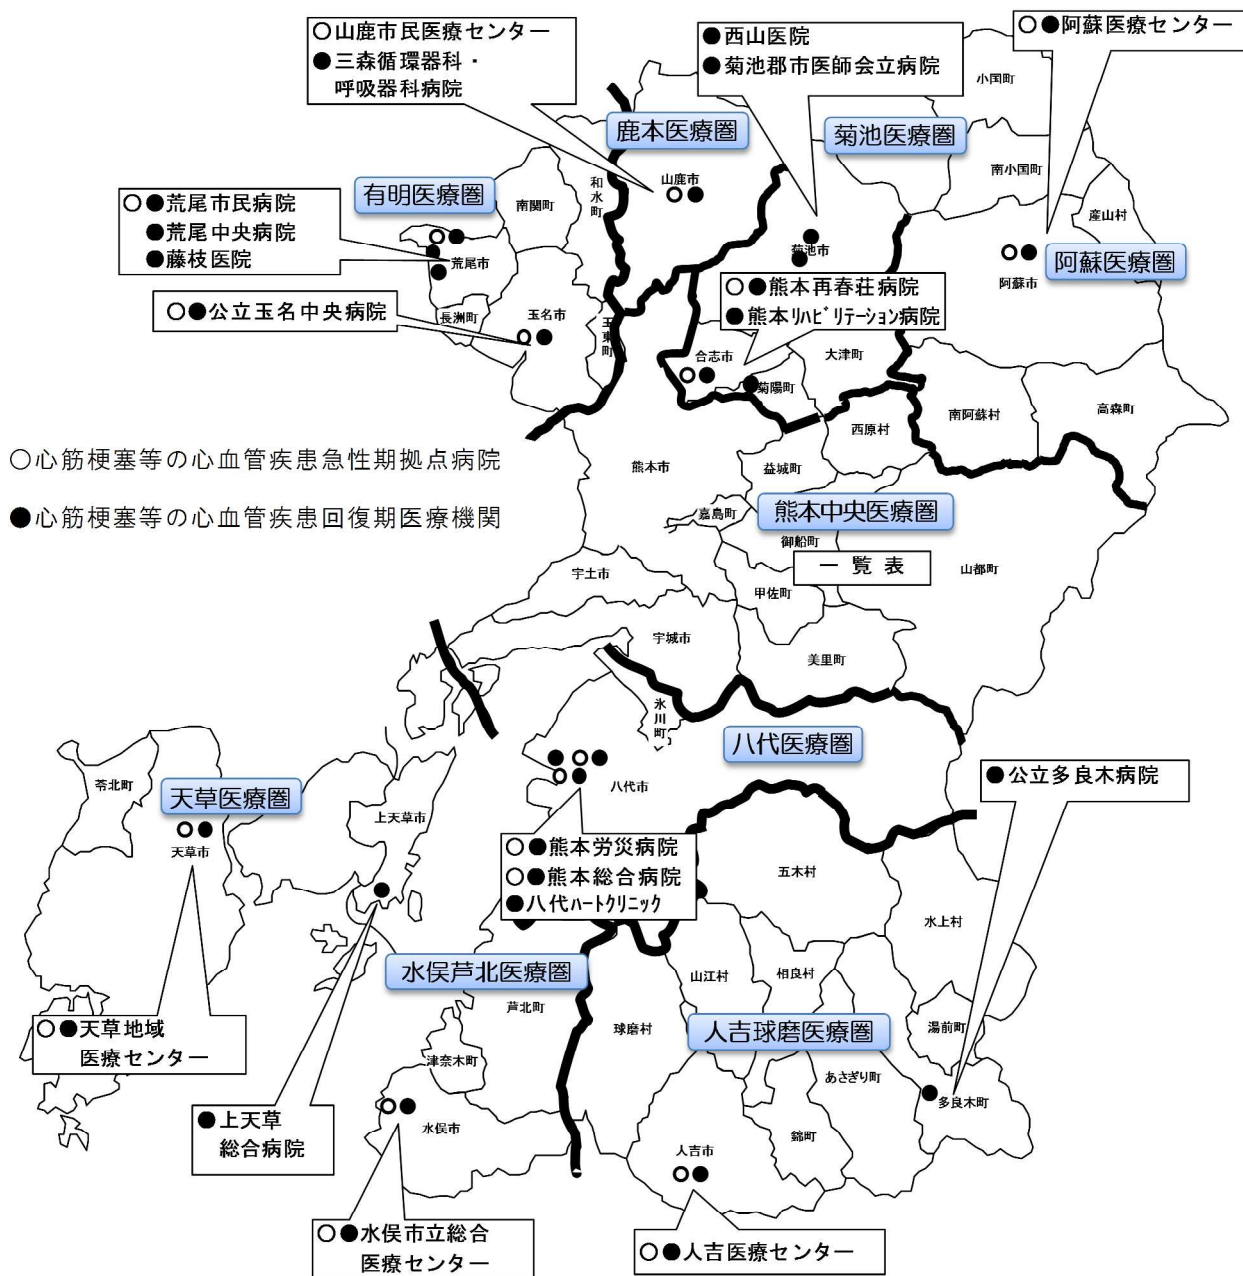 ○山鹿市民医療センター
●三森循環器科・
呼吸器科病院
●西山医院
●菊池郡市医師会立病院
○●阿蘇医療センター
小国町
鹿本医療圏
菊池医療圏
南小国町
有明医療圏
南関町
和水町
山鹿市
産山村
○●荒尾市民病院
●荒尾中央病院
●藤枝医院
荒尾市
菊池市
阿蘇医療圏
阿蘇市
○●熊本再春荘病院
●熊本リハビリテーション病院
○●公立玉名中央病院
長洲町
玉名市
玉東町
合志市
大津町
菊陽町
南阿蘇村
高森町
西原村
○心筋梗塞等の心血管疾患急性期拠点病院
●心筋梗塞等の心血管疾患回復期医療機関
熊本市
益城町
嘉島町
熊本中央医療圏
御船町
一覧表
山都町
宇土市
甲佐町
宇城市
美里町
氷川町
八代医療圏
苓北町
天草医療圏
天草市
上天草市
八代市
●公立多良木病院
○●熊本労災病院
○●熊本総合病院
●八代ハートクリニック
五木村
水上村
水俣芦北医療圏
芦北町
山江村
相良村
球磨村
人吉球磨医療圏
湯前町
あさぎり町
多良木町
○●天草地域
医療センター
津奈木町
●上天草
総合病院
水俣市
錦町
人吉市
○●水俣市立総合
医療センター
○●人吉医療センター